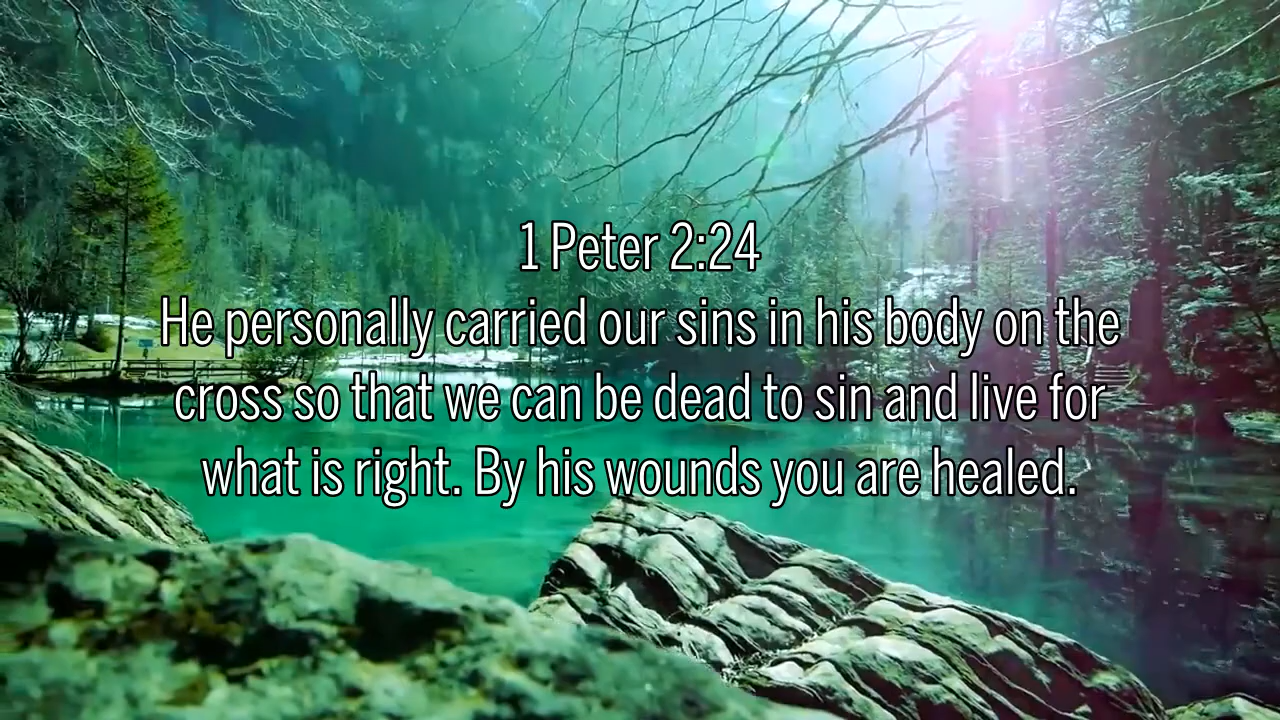 1 Peter 2:24
He personally carried our sins in his body on the
cross so that we can be dead to sin and live for
what is right. By his wounds you are healed.